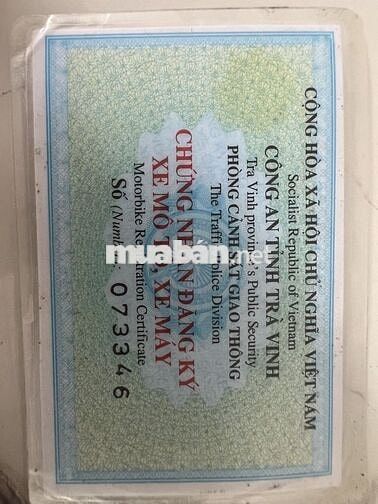 CỘNG HÒA XÃ HỘI CHỦ NGHĨA VIỆT NAM
Socialist Republic of Vietnam
CÔNG AN TỈNH TRÀ VINH
Tra Vinh province's Public Security
PHÒNG CẢNH SÁT GIAO THÔNG
The Traffic Police Division
CHỨNG NHẬN ĐĂNG KÝ
XE MÔ TÔ, XE MÁY
Motorbike Registration Certificate
Số (Number): 073346
muaban.net